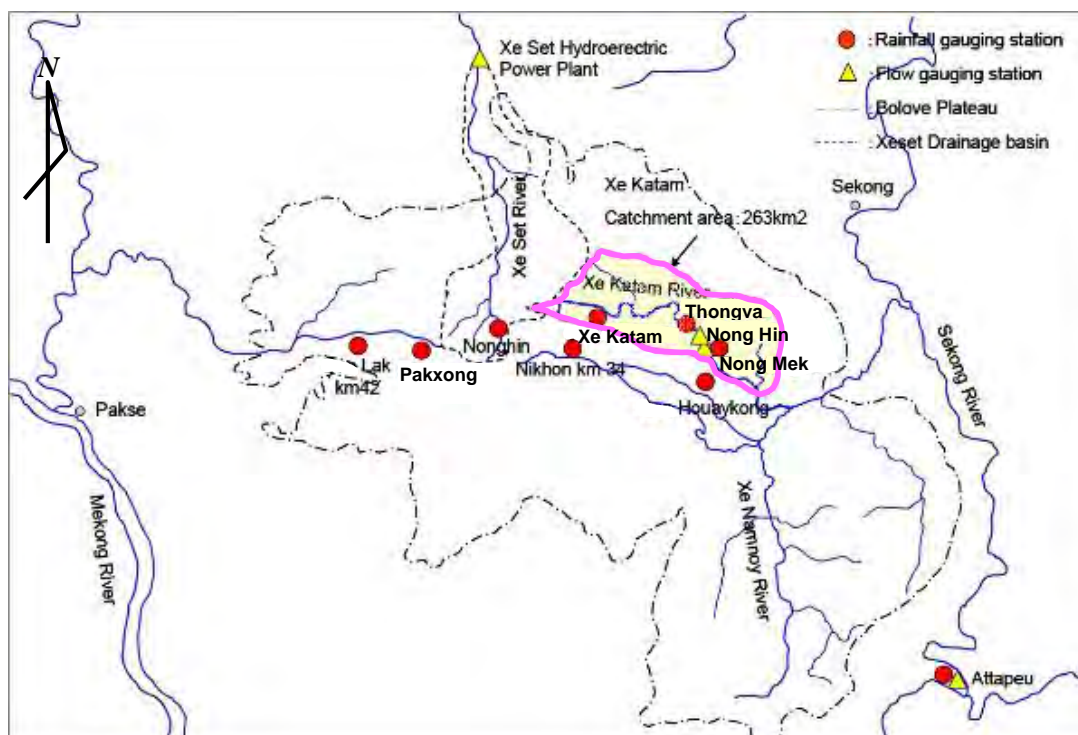 N
Xe Set Hydroerectric
Power Plant
:Rainfall gauging station
:Flow gauging station
:Bolove Plateau
:Xeset Drainage basin
Xe Katam
Sekong
Catchment area :263km2
Xe Set River
Xe Katam River
Thongva
Nong Hin
Nonghin
Xe Katam
Nong Mek
Lak
km42
Pakxong
Nikhon km 34
Houaykong
Sekong River
Pakse
Mekong River
Xe Namnoy River
Attapeu